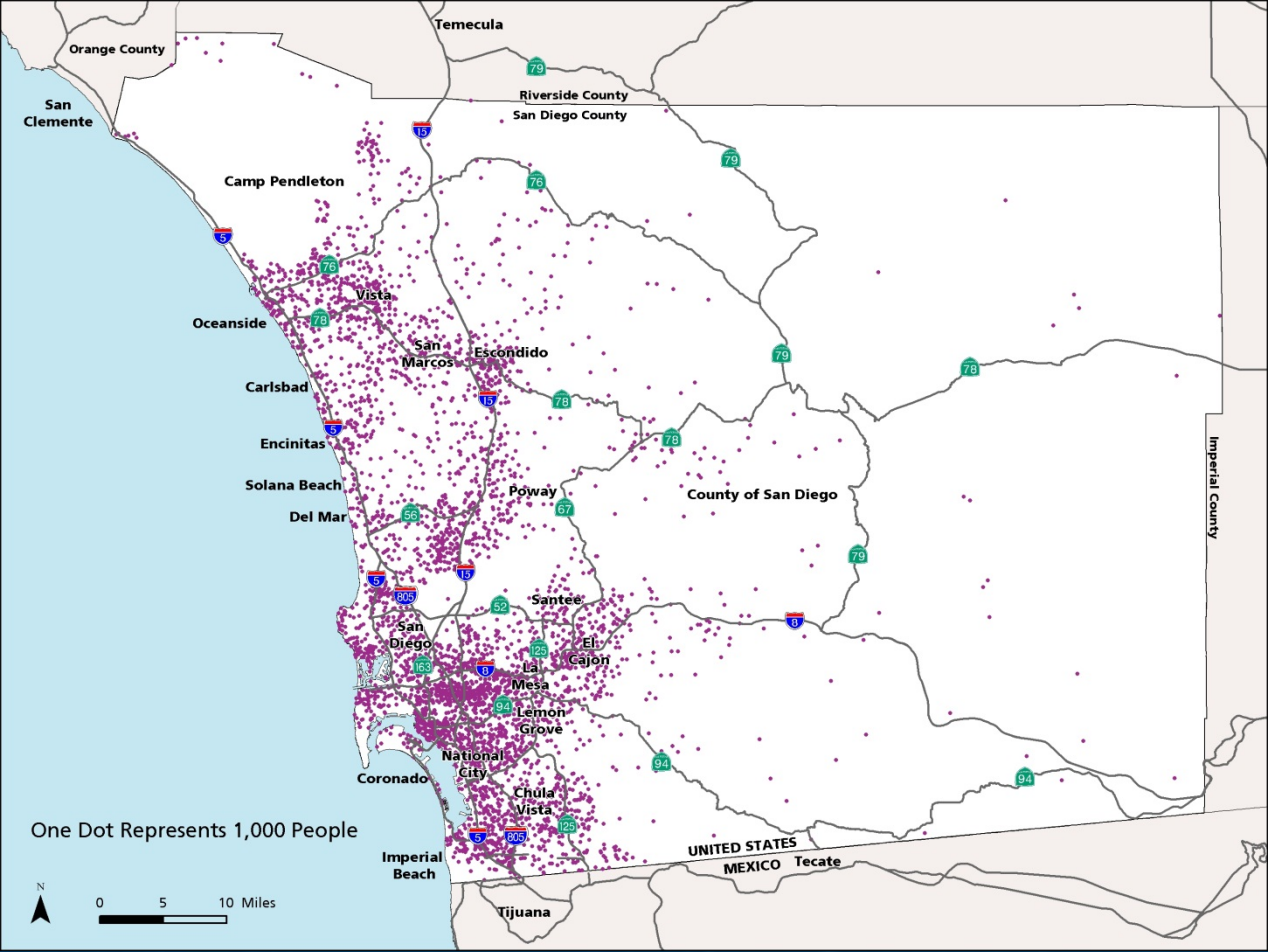 Temecula
Orange County
79
Riverside County
San Diego County
San
Clemente
15
79
Camp Pendleton
76
5
76
Vista
Oceanside
78
San
Marcos
Escondido
79
78
Carlsbad
15
78
5
Encinitas
78
Imperial County
Solana Beach
Poway
County of San Diego
Del Mar
56
67
79
5
15
805
52
Santee
8
San
Diego
125
El
Cajon
163
8
La
Mesa
94
Lemon
Grove
National
City
94
Coronado
94
Chula
Vista
One Dot Represents 1,000 People
125
5
805
UNITED STATES
MEXICO
Tecate
Imperial
Beach
N
0 5 10 Miles
Tijuana